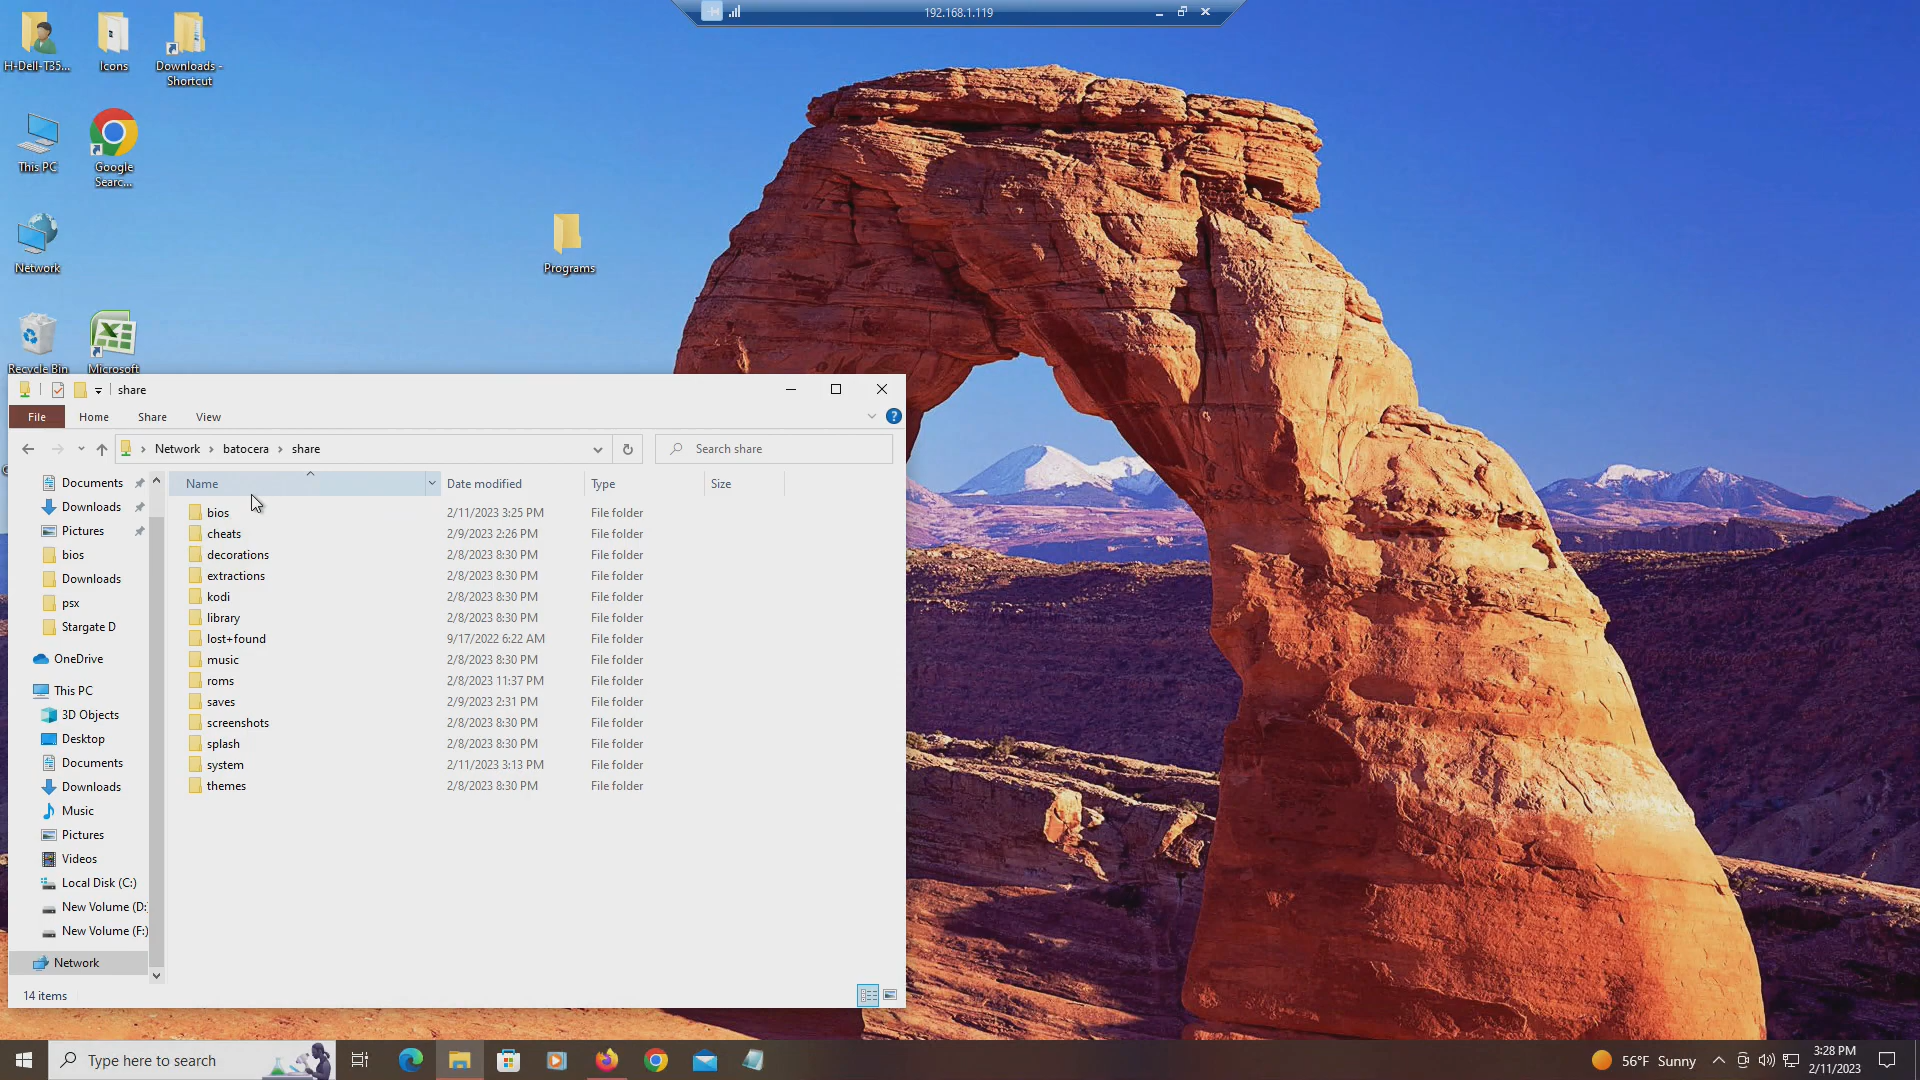 192.168.1.119
H-Dell-T35...
Icons
Downloads -
Shortcut
This PC
Google
Searc...
Network
Programs
Recycle Bin
Microsoft
share
File
Home
Share
View
Network
batocera
share
Search share
Name
Date modified
Type
Size
bios 2/11/2023 3:25 PM File folder
cheats 2/9/2023 2:26 PM File folder
decorations 2/8/2023 8:30 PM File folder
extractions 2/8/2023 8:30 PM File folder
kodi 2/8/2023 8:30 PM File folder
library 2/8/2023 8:30 PM File folder
lost+found 9/17/2022 6:22 AM File folder
music 2/8/2023 8:30 PM File folder
roms 2/8/2023 11:37 PM File folder
saves 2/9/2023 2:31 PM File folder
screenshots 2/8/2023 8:30 PM File folder
splash 2/8/2023 8:30 PM File folder
system 2/11/2023 3:13 PM File folder
themes 2/8/2023 8:30 PM File folder
Documents
Downloads
Pictures
bios
Downloads
psx
Stargate D
OneDrive
This PC
3D Objects
Desktop
Documents
Downloads
Music
Pictures
Videos
Local Disk (C:)
New Volume (D:
New Volume (F:)
Network
14 items
Type here to search
56°F Sunny
3:28 PM
2/11/2023